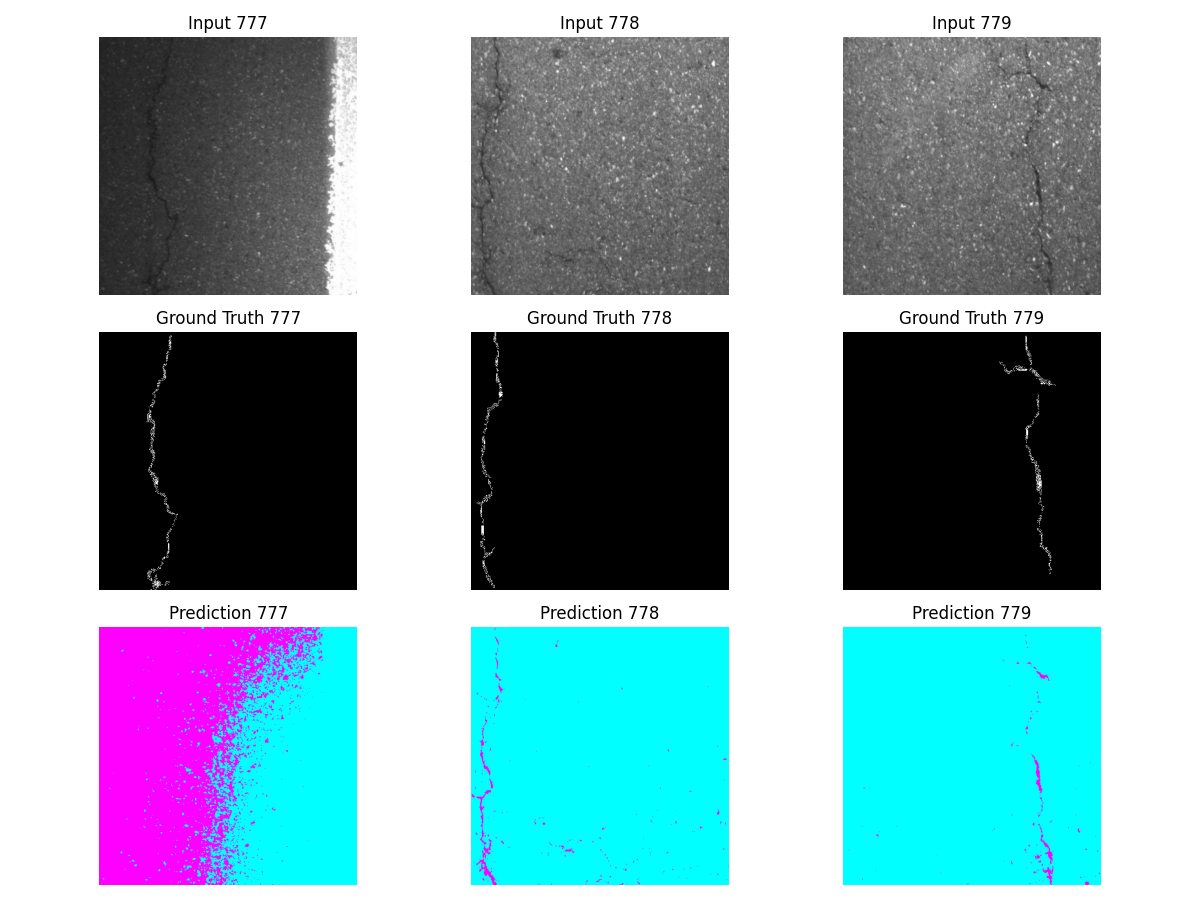 Input 777
Input 778
Input 779
Ground Truth 777
Ground Truth 778
Ground Truth 779
Prediction 777
Prediction 778
Prediction 779